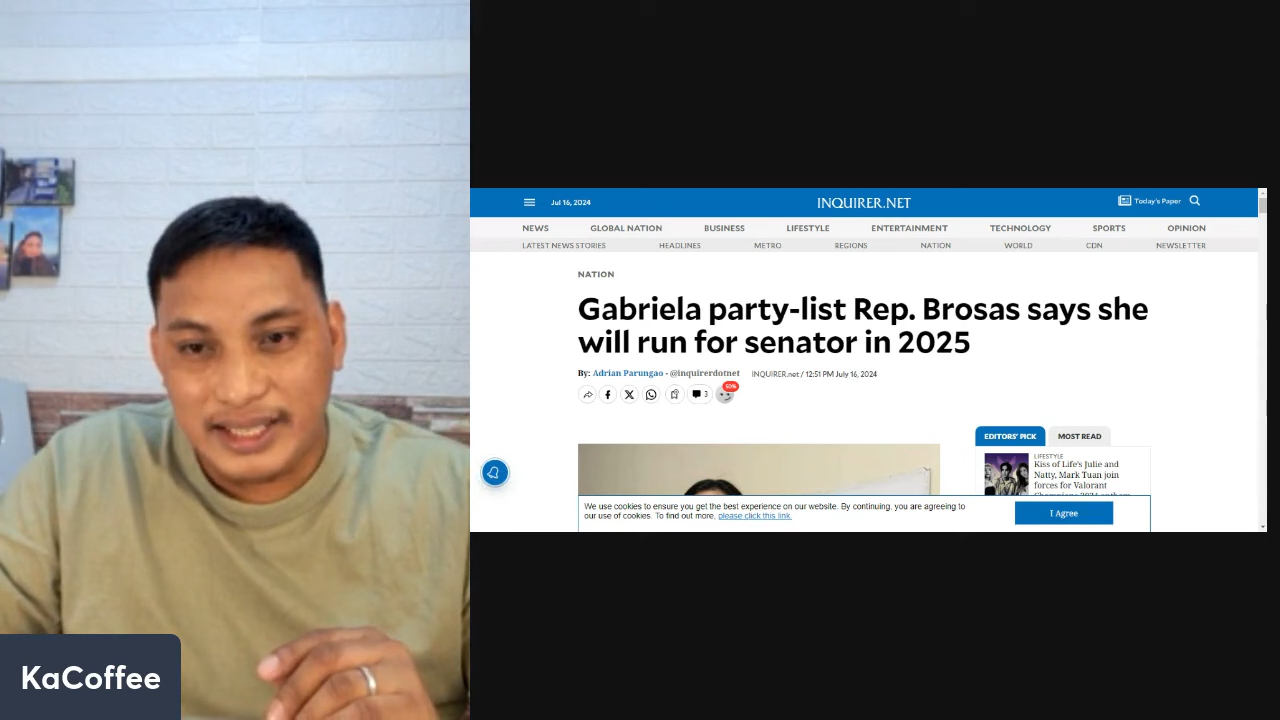 Jul 16, 2024
INQUIRER.NET
Today's Paper
NEWS GLOBAL NATION BUSINESS LIFESTYLE ENTERTAINMENT TECHNOLOGY SPORTS OPINION
LATEST NEWS STORIES HEADLINES METRO REGIONS NATION WORLD CDN NEWSLETTER
NATION
Gabriela party-list Rep. Brosas says she
will run for senator in 2025
By: Adrian Parungao - @inquirerdotnet INQUIRER.net / 12:51 PM July 16, 2024
3
50%
EDITORS' PICK MOST READ
LIFESTYLE
Kiss of Life's Julie and
Natty, Mark Tuan join
forces for Valorant
We use cookies to ensure you get the best experience on our website. By continuing, you are agreeing to
our use of cookies. To find out more, please click this link.
I Agree
KaCoffee